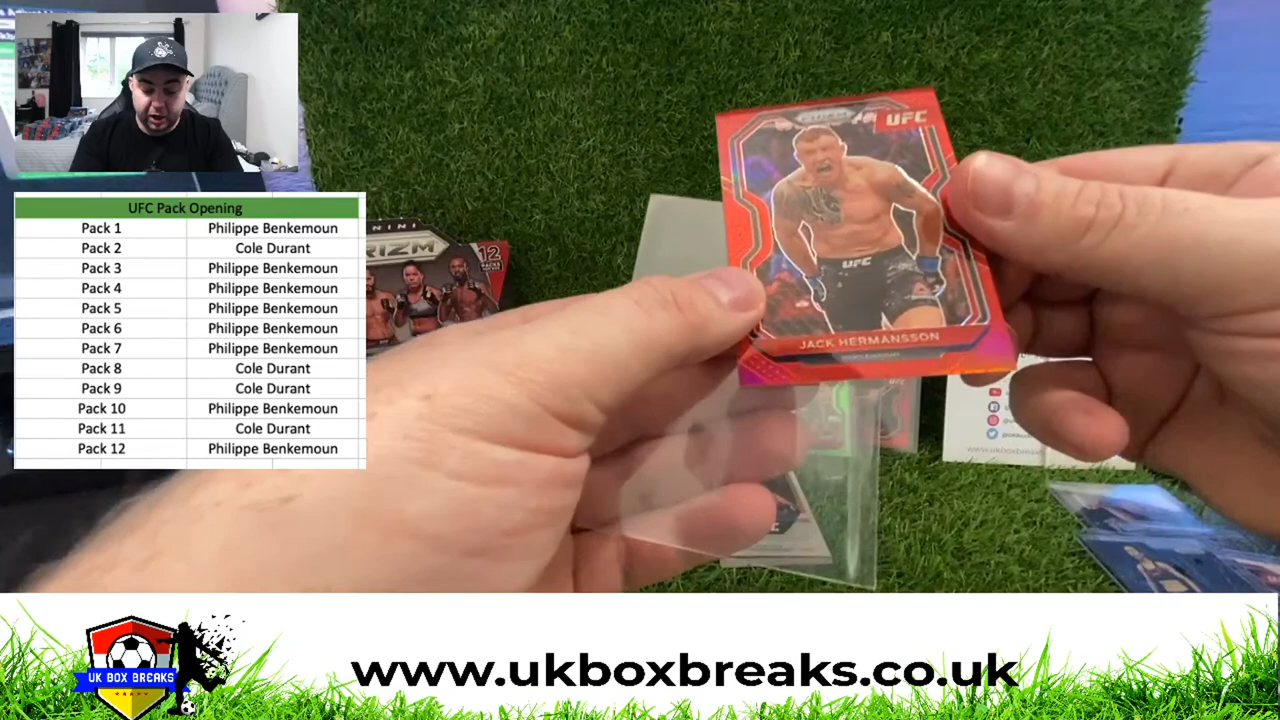 UFC Pack Opening
Pack 1 Philippe Benkemoun
Pack 2 Cole Durant
Pack 3 Philippe Benkemoun
Pack 4 Philippe Benkemoun
Pack 5 Philippe Benkemoun
Pack 6 Philippe Benkemoun
Pack 7 Philippe Benkemoun
Pack 8 Cole Durant
Pack 9 Cole Durant
Pack 10 Philippe Benkemoun
Pack 11 Cole Durant
Pack 12 Philippe Benkemoun
12
UFC
UFC
JACK HERMANSSON
UK BOX BREAKS
www.ukboxbreaks.co.uk